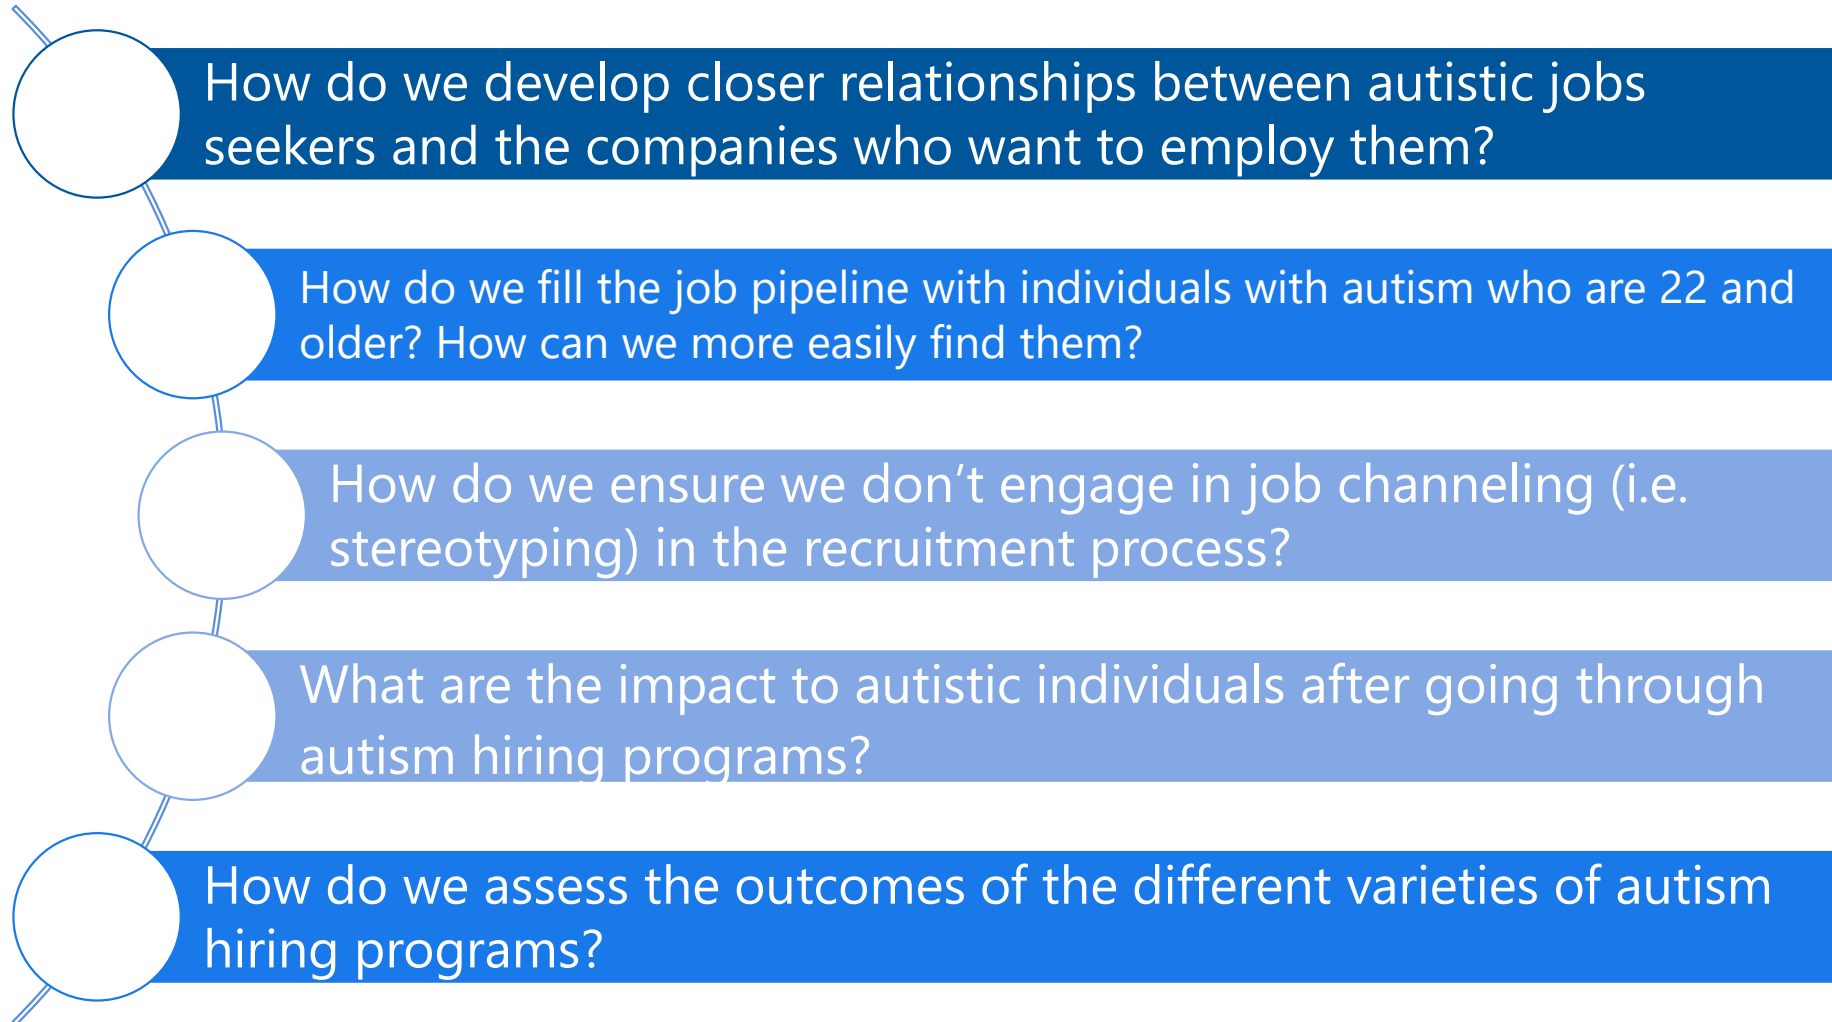 How do we develop closer relationships between autistic jobs
seekers and the companies who want to employ them?
How do we fill the job pipeline with individuals with autism who are 22 and
older? How can we more easily find them?
How do we ensure we don’t engage in job channeling (i.e.
stereotyping) in the recruitment process?
What are the impact to autistic individuals after going through
autism hiring programs?
How do we assess the outcomes of the different varieties of autism
hiring programs?